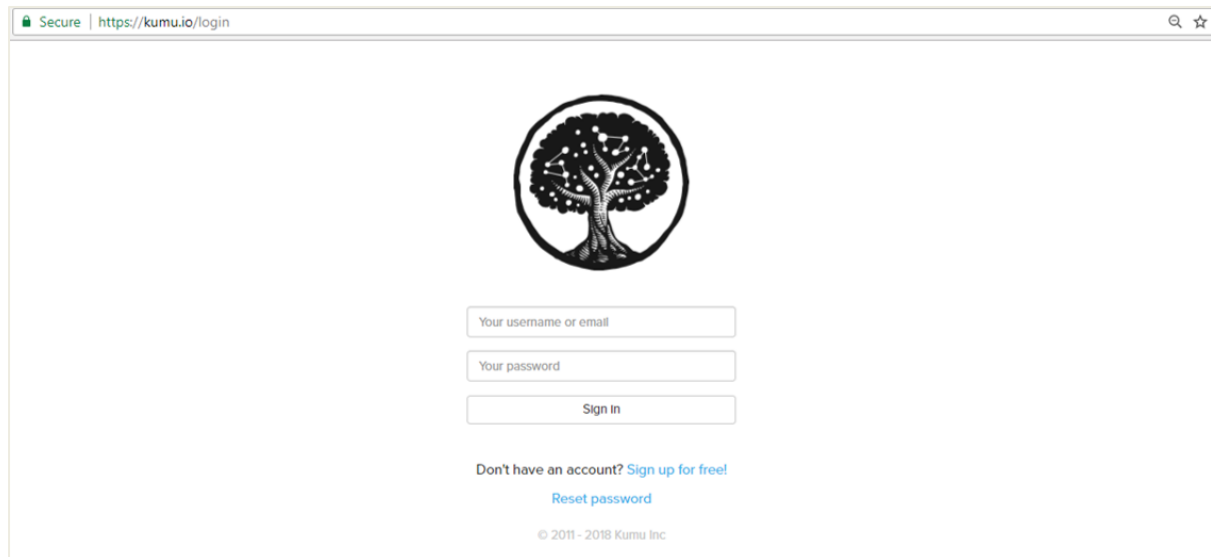 Secure | https://kumu.io/login
Your username or email
Your password
Sign in
Don't have an account? Sign up for free!
Reset password
© 2011 - 2018 Kumu Inc